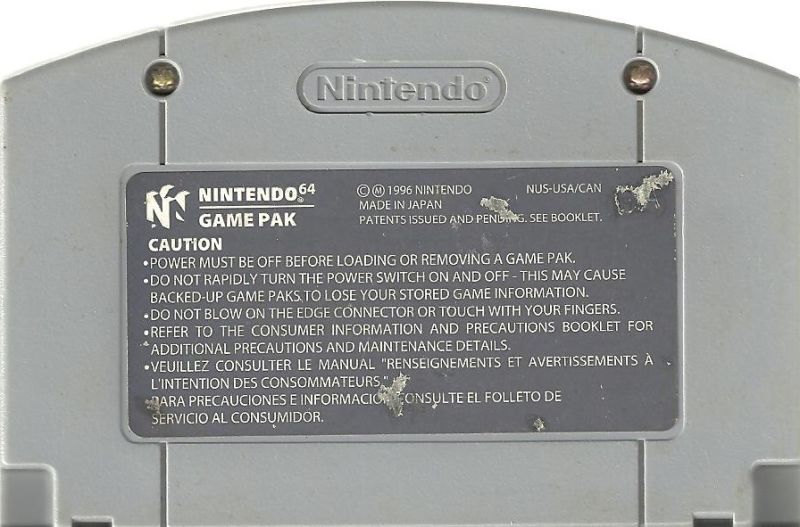 Nintendo®
NINTENDO64®
GAME PAK
© Ⓜ 1996 NINTENDO NUS-USA/CAN
MADE IN JAPAN
PATENTS ISSUED AND PENDING. SEE BOOKLET.
CAUTION
•POWER MUST BE OFF BEFORE LOADING OR REMOVING A GAME PAK.
•DO NOT RAPIDLY TURN THE POWER SWITCH ON AND OFF - THIS MAY CAUSE
BACKED-UP GAME PAKS TO LOSE YOUR STORED GAME INFORMATION.
•DO NOT BLOW ON THE EDGE CONNECTOR OR TOUCH WITH YOUR FINGERS.
•REFER TO THE CONSUMER INFORMATION AND PRECAUTIONS BOOKLET FOR
ADDITIONAL PRECAUTIONS AND MAINTENANCE DETAILS.
•VEUILLEZ CONSULTER LE MANUAL "RENSEIGNEMENTS ET AVERTISSEMENTS À
L'INTENTION DES CONSOMMATEURS."
PARA PRECAUCIONES E INFORMACION CONSULTE EL FOLLETO DE
SERVICIO AL CONSUMIDOR.